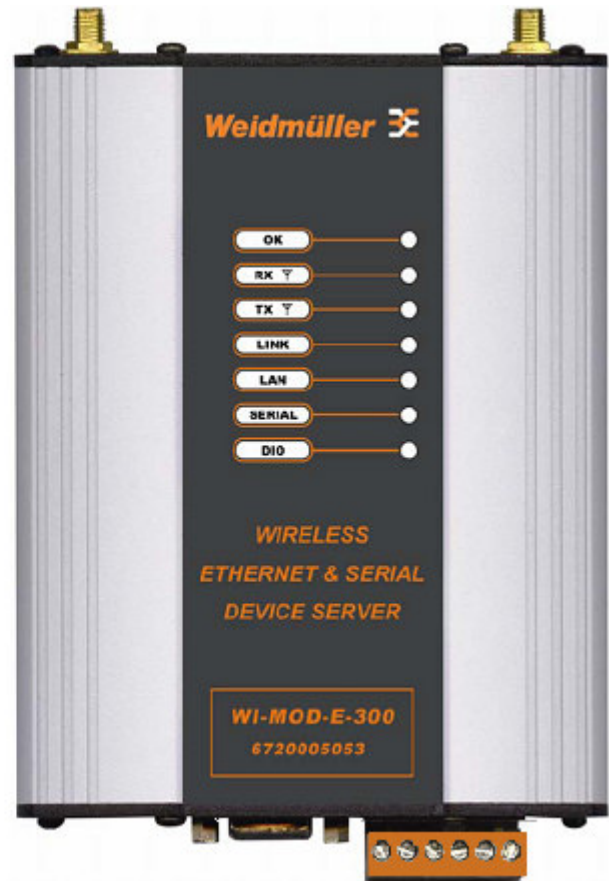 Weidmüller
OK
RX
TX
LINK
LAN
SERIAL
DIO
WIRELESS
ETHERNET & SERIAL
DEVICE SERVER
WI-MOD-E-300
6720005053